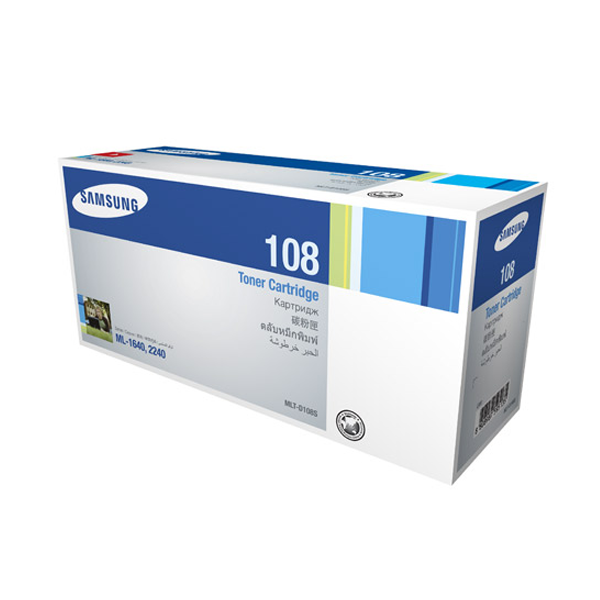 108
SAMSUNG
108
Toner Cartridge
Картридж
碳粉匣
ตลับหมึกพิมพ์
الحبر خرطوشة
ML-1640, 2240
MLT-D108S
SAMSUNG
108
Toner Cartridge